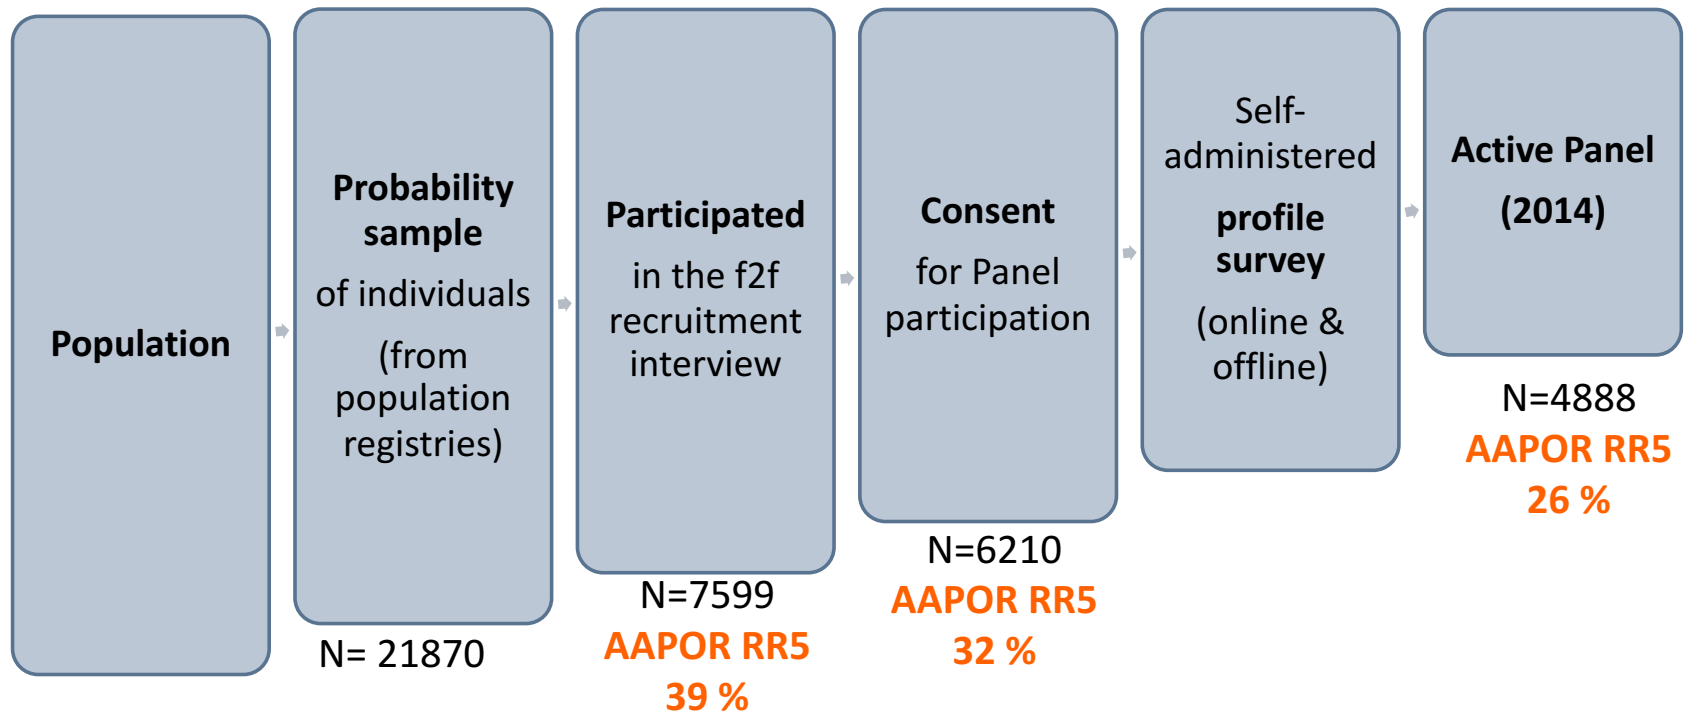 Population
Probability
sample
of individuals
(from
population
registries)
N= 21870
Participated
in the f2f
recruitment
interview
N=7599
AAPOR RR5
39 %
Consent
for Panel
participation
N=6210
AAPOR RR5
32 %
Self-
administered
profile
survey
(online &
offline)
Active Panel
(2014)
N=4888
AAPOR RR5
26 %